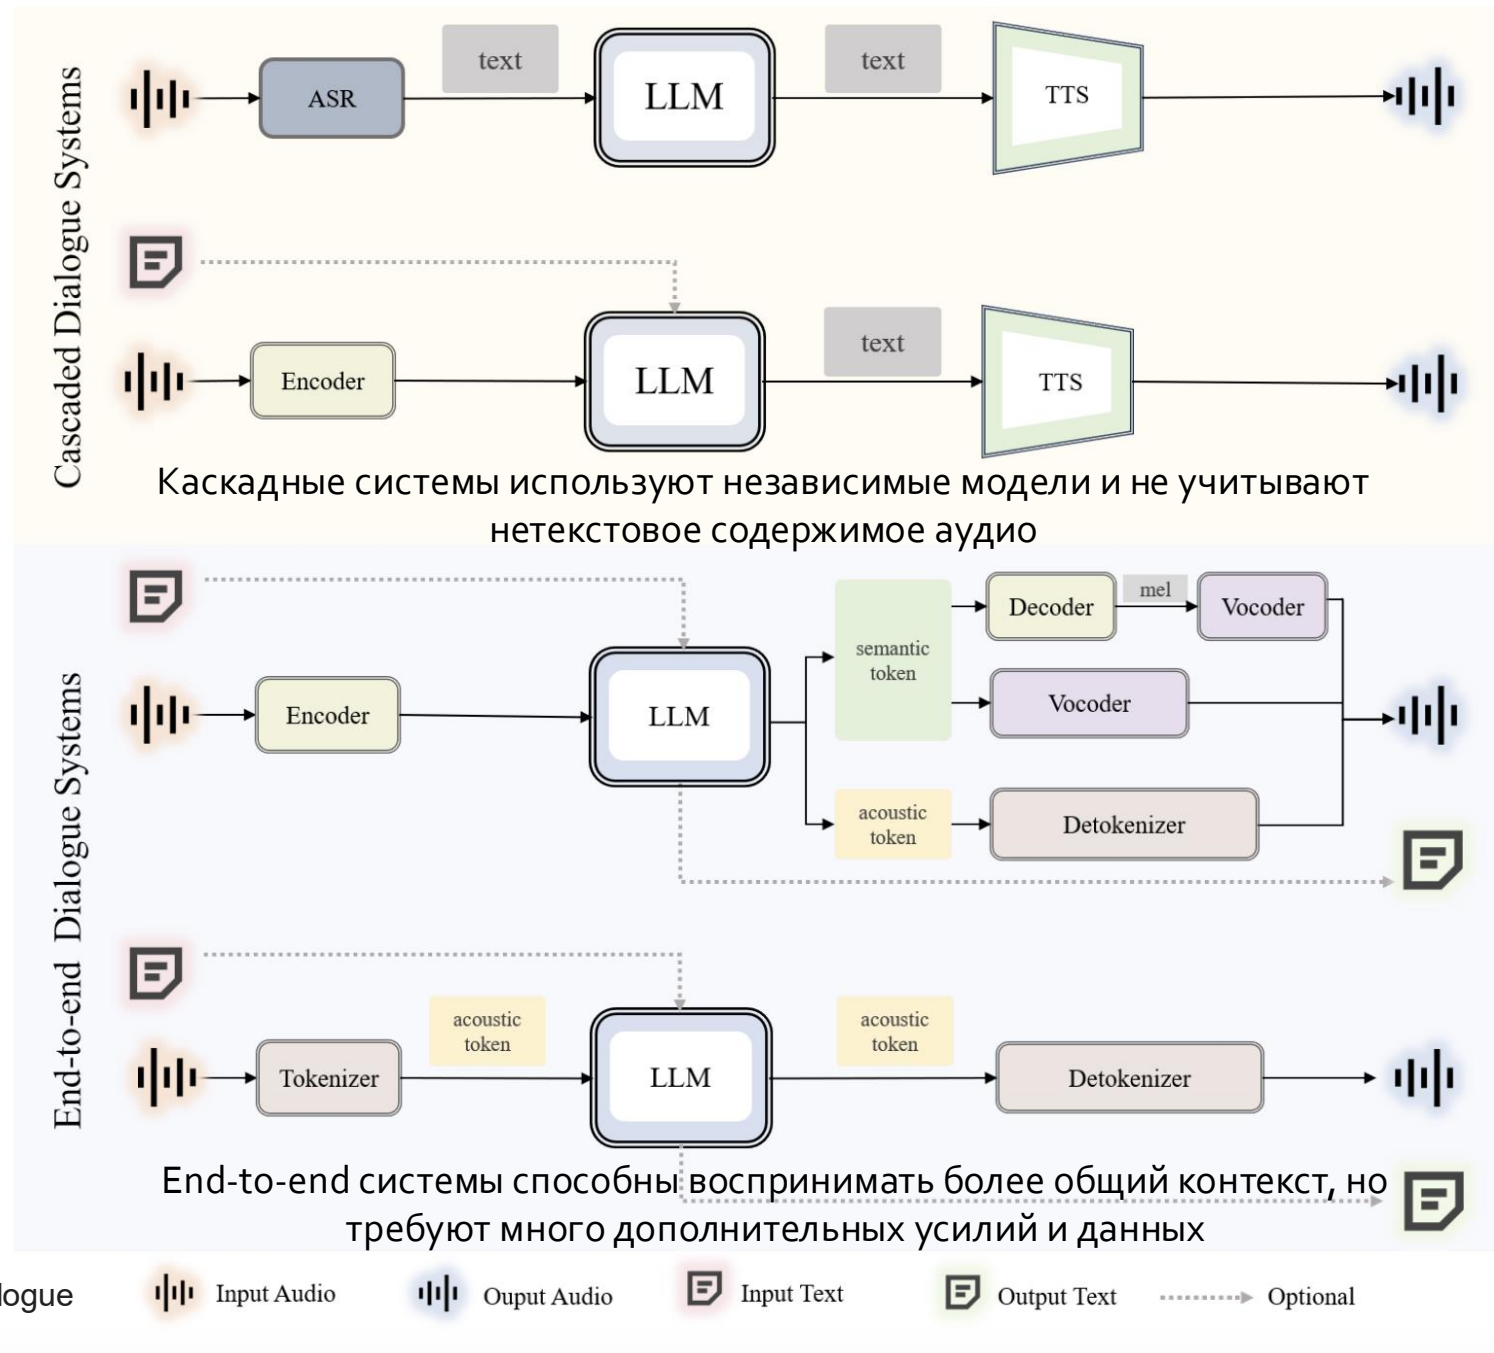 Cascaded Dialogue Systems
ASR
text
LLM
text
TTS
Encoder
LLM
text
TTS
Каскадные системы используют независимые модели и не учитывают
нетекстовое содержимое аудио
End-to-end Dialogue Systems
Encoder
LLM
semantic
token
Decoder
mel
Vocoder
Vocoder
acoustic
token
Detokenizer
Tokenizer
acoustic
token
LLM
acoustic
token
Detokenizer
End-to-end системы способны воспринимать более общий контекст, но
требуют много дополнительных усилий и данных
logue
Input Audio
Ouput Audio
Input Text
Output Text
Optional